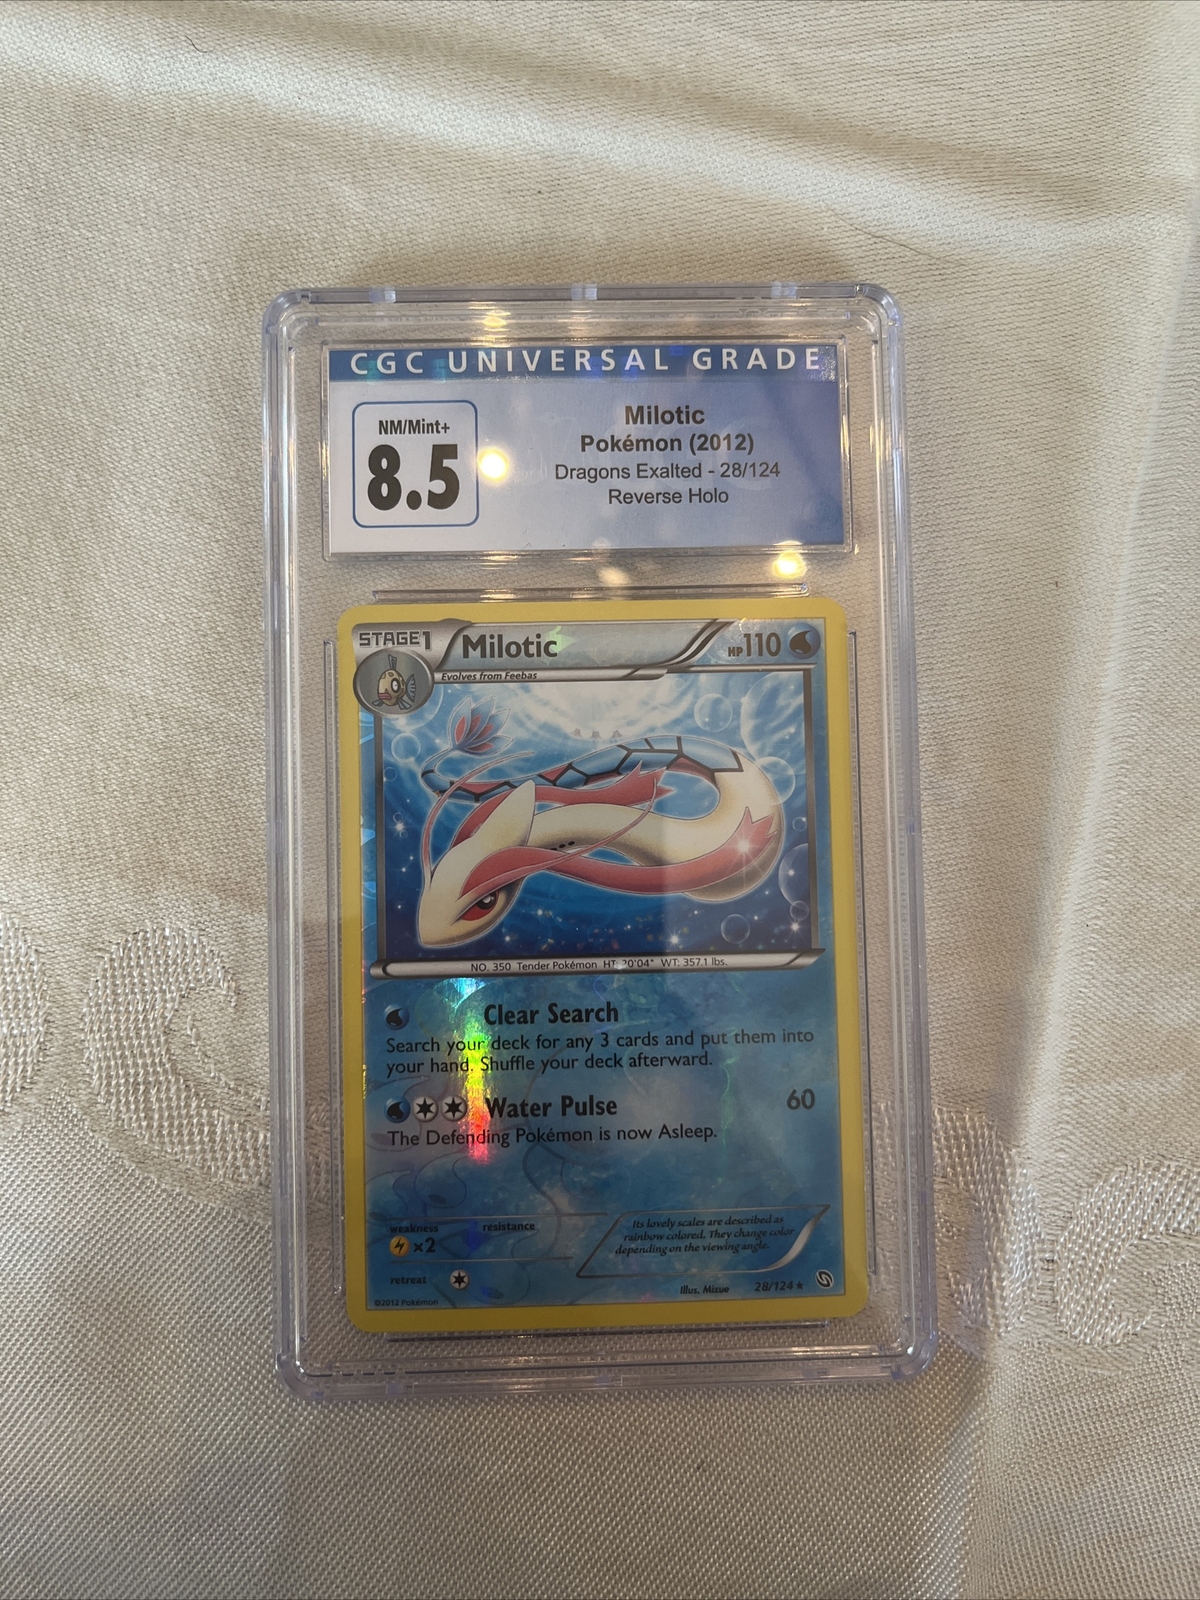 CGC UNIVERSAL GRADE
NM/Mint+
8.5
Milotic
Pokémon (2012)
Dragons Exalted - 28/124
Reverse Holo
STAGE1
Milotic
HP110
Evolves from Feebas
NO. 350 Tender Pokémon HT: 20'04" WT: 357.1 lbs.
Clear Search
Search your deck for any 3 cards and put them into
your hand. Shuffle your deck afterward.
Water Pulse 60
The Defending Pokémon is now Asleep.
weakness
×2
resistance
Its lovely scales are described as
rainbow colored. They change color
depending on the viewing angle.
retreat
Illus. Mizue
28/124 ★
©2012 Pokémon